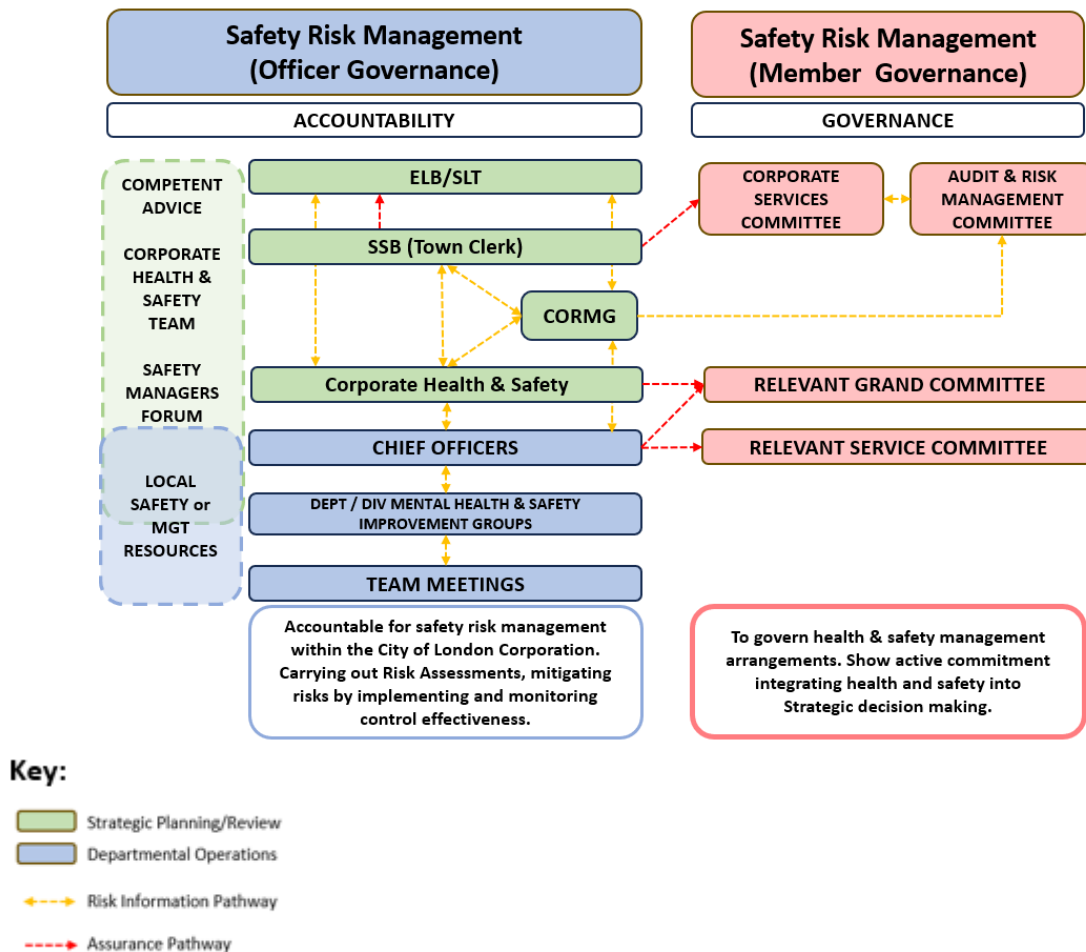 Safety Risk Management
(Officer Governance)
Safety Risk Management
(Member Governance)
ACCOUNTABILITY
GOVERNANCE
COMPETENT
ADVICE
CORPORATE
HEALTH &
SAFETY
TEAM
SAFETY
MANAGERS
FORUM
LOCAL
SAFETY or
MGT
RESOURCES
ELB/SLT
SSB (Town Clerk)
CORMG
Corporate Health & Safety
CHIEF OFFICERS
DEPT / DIV MENTAL HEALTH & SAFETY
IMPROVEMENT GROUPS
TEAM MEETINGS
CORPORATE
SERVICES
COMMITTEE
AUDIT & RISK
MANAGEMENT
COMMITTEE
RELEVANT GRAND COMMITTEE
RELEVANT SERVICE COMMITTEE
Accountable for safety risk management
within the City of London Corporation.
Carrying out Risk Assessments, mitigating
risks by implementing and monitoring
control effectiveness.
To govern health & safety management
arrangements. Show active commitment
integrating health and safety into
Strategic decision making.
Key:
Strategic Planning/Review
Departmental Operations
Risk Information Pathway
Assurance Pathway